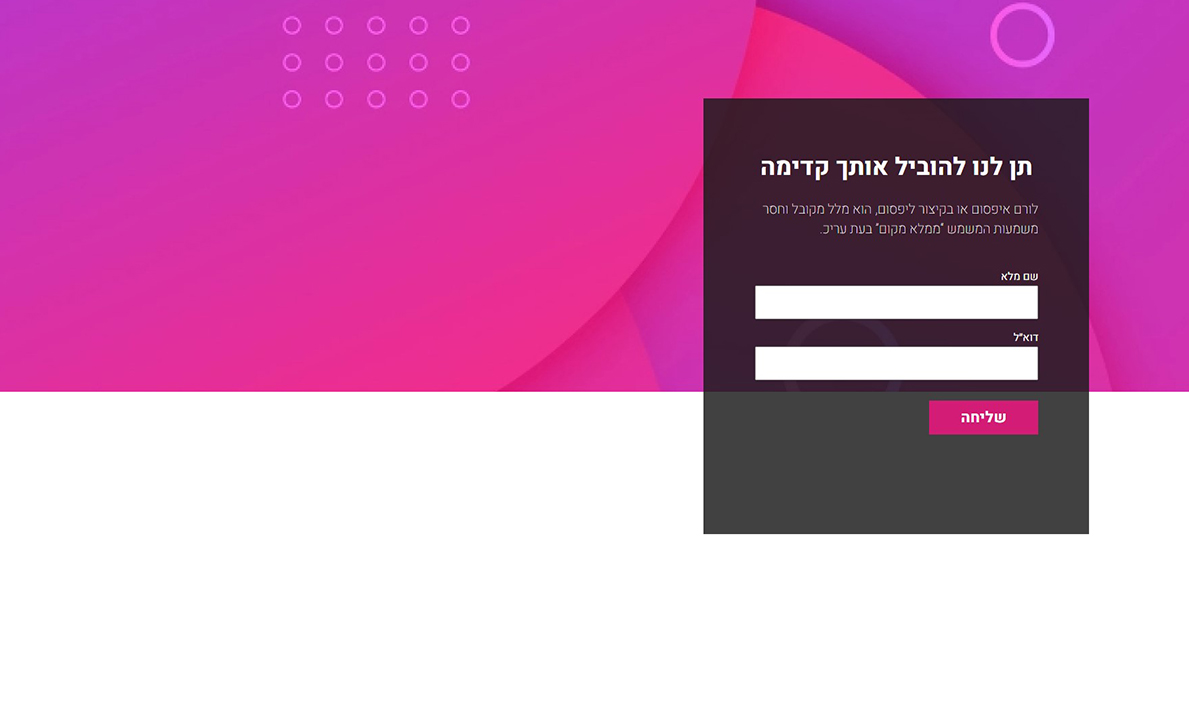 תן לנו להוביל אותך קדימה
לורם איפסום או בקיצור ליפסום, הוא מלל מקובל וחסר
משמעות המשמש "ממלא מקום" בעת עריכ.
שם מלא
דוא"ל
שליחה